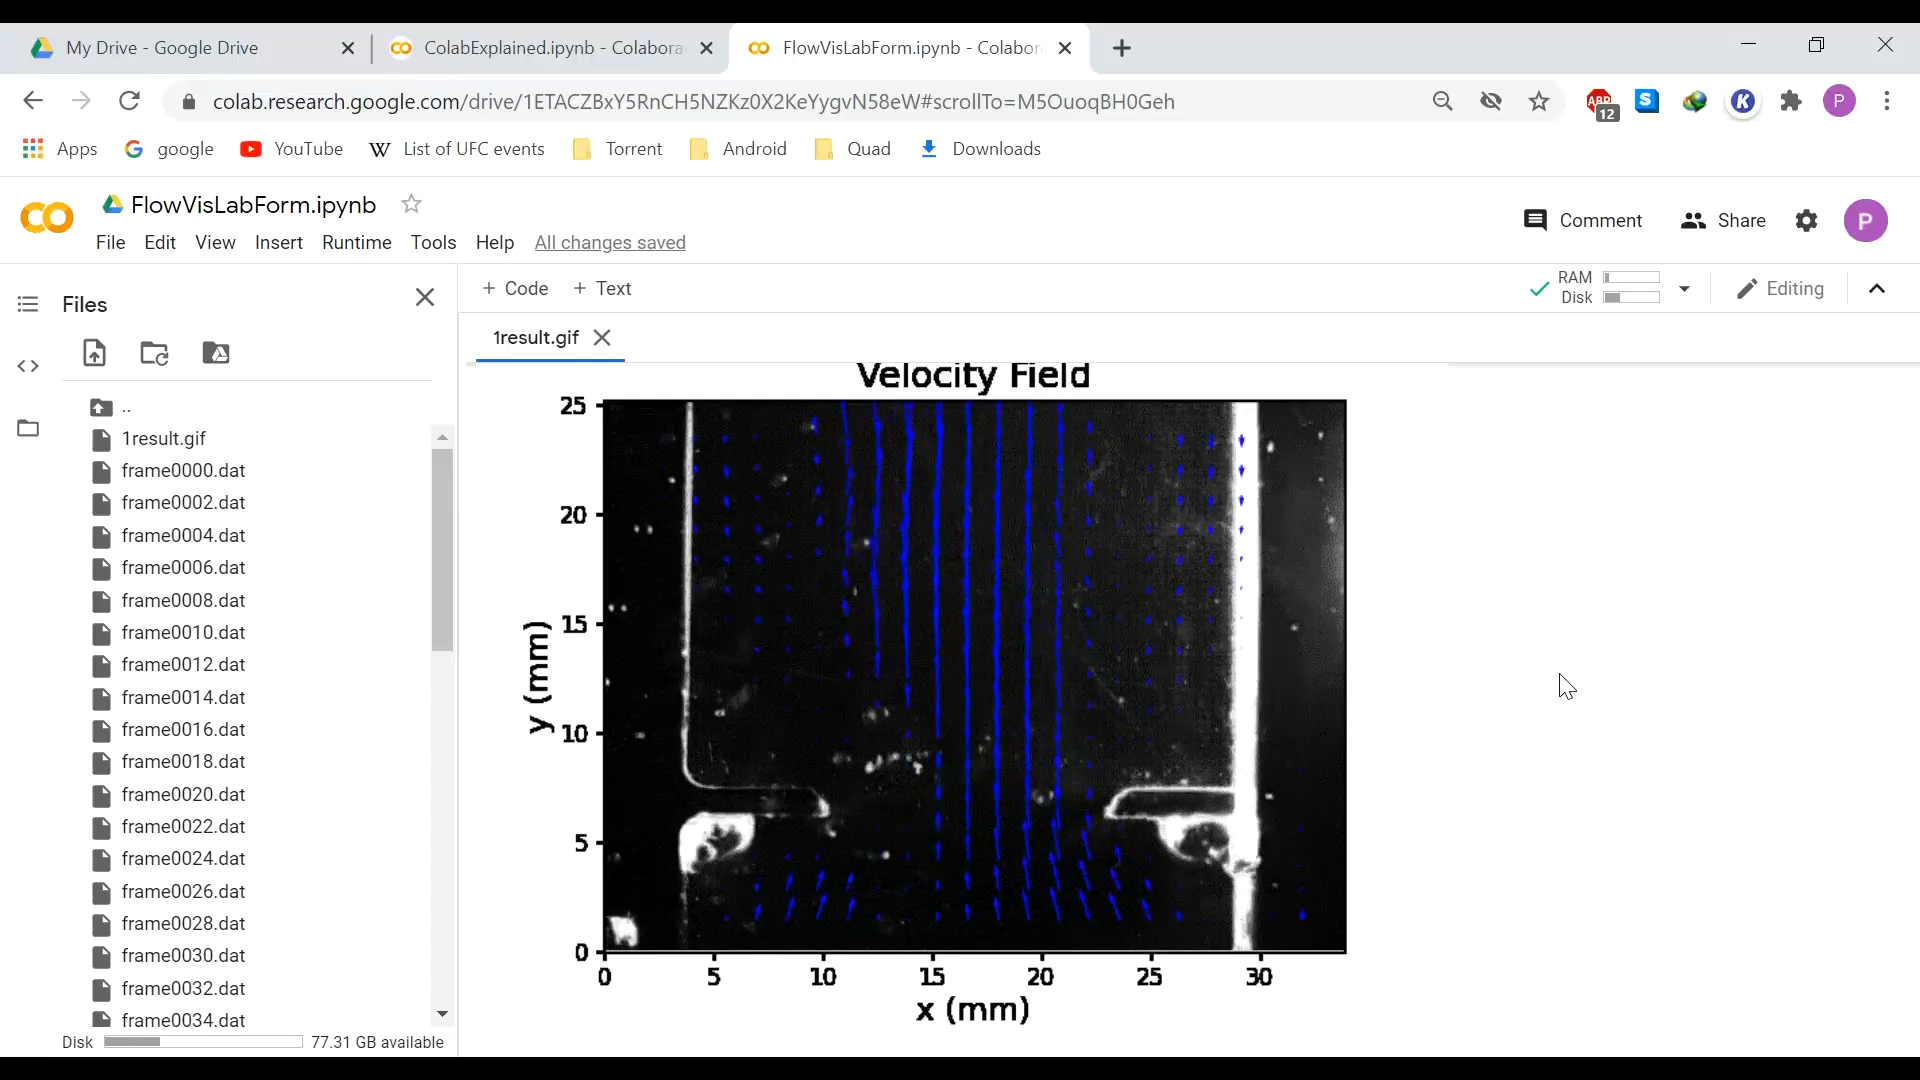 My Drive - Google Drive
ColabExplained.ipynb - Colabora
FlowVisLabForm.ipynb - Colabor
colab.research.google.com/drive/1ETACZBxY5RnCH5NZKz0X2KeYygvN58eW#scrollTo=M5OuoqBH0Geh
ABP
12
S
K
P
Apps
G google
YouTube
W List of UFC events
Torrent
Android
Quad
Downloads
FlowVisLabForm.ipynb
File Edit View Insert Runtime Tools Help All changes saved
Comment
Share
P
Files
+ Code + Text
RAM
Disk
Editing
1result.gif
..
1result.gif
frame0000.dat
frame0002.dat
frame0004.dat
frame0006.dat
frame0008.dat
frame0010.dat
frame0012.dat
frame0014.dat
frame0016.dat
frame0018.dat
frame0020.dat
frame0022.dat
frame0024.dat
frame0026.dat
frame0028.dat
frame0030.dat
frame0032.dat
frame0034.dat
Disk 77.31 GB available
Velocity Field
25
20
15
10
5
0
y (mm)
0 5 10 15 20 25 30
x (mm)